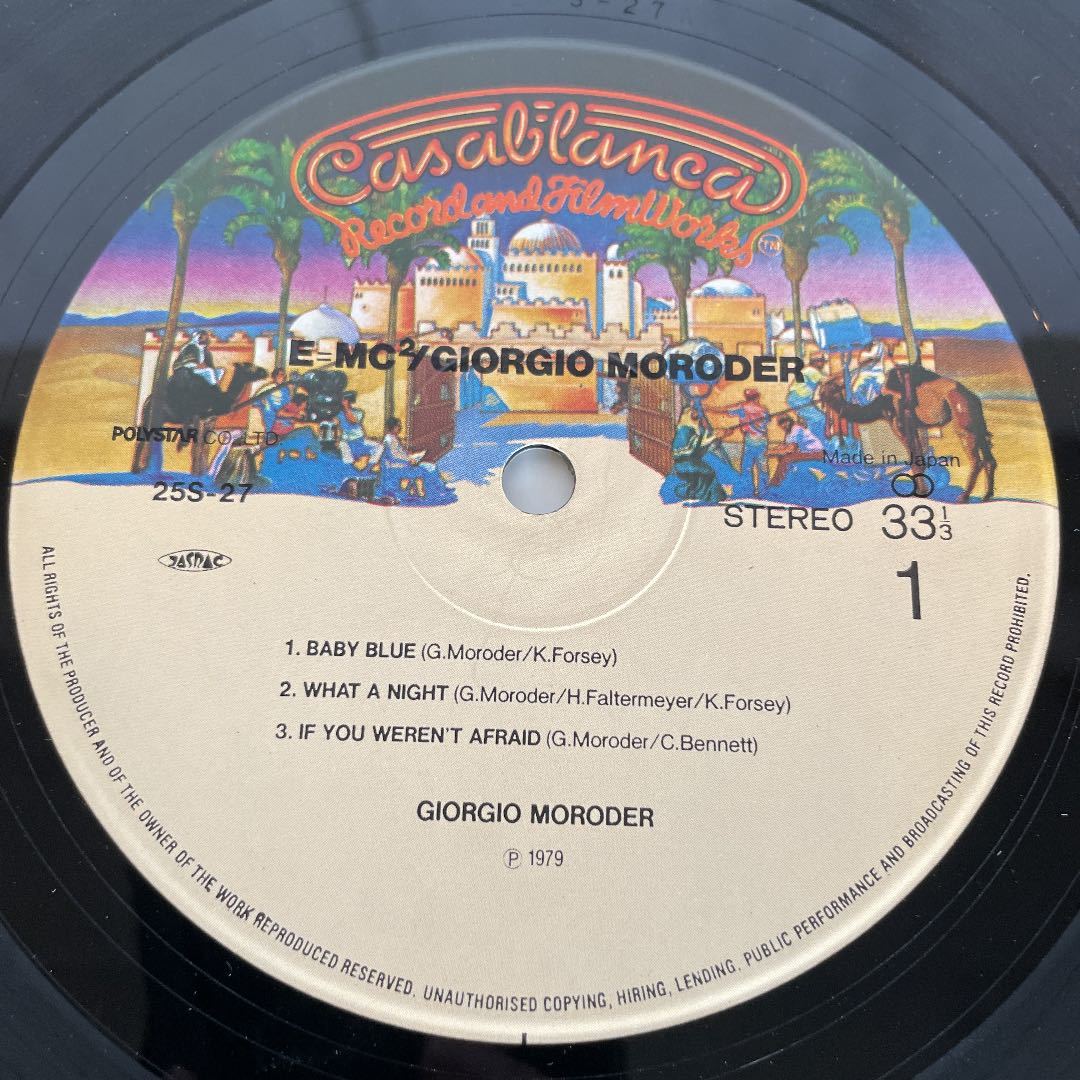 S-27
Casablanca
Record and FilmWorks TM
E=MC²/GIORGIO MORODER
POLYSTAR CO., LTD.
Made in Japan
25S-27
STEREO 33⅓
JASRAC
1
1. BABY BLUE (G.Moroder/K.Forsey)
2. WHAT A NIGHT (G.Moroder/H.Faltermeyer/K.Forsey)
3. IF YOU WEREN'T AFRAID (G.Moroder/C.Bennett)
GIORGIO MORODER
Ⓟ 1979
ALL RIGHTS OF THE PRODUCER AND OF THE OWNER OF THE WORK REPRODUCED RESERVED. UNAUTHORISED COPYING, HIRING, LENDING. PUBLIC PERFORMANCE AND BROADCASTING OF THIS RECORD PROHIBITED.